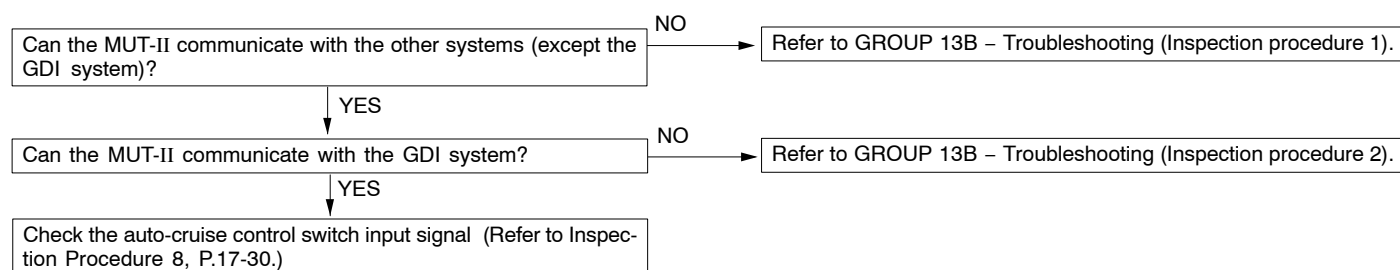 Can the MUT-II communicate with the other systems (except the
GDI system)?
NO
Refer to GROUP 13B – Troubleshooting (Inspection procedure 1).
YES
Can the MUT-II communicate with the GDI system?
NO
Refer to GROUP 13B – Troubleshooting (Inspection procedure 2).
YES
Check the auto-cruise control switch input signal (Refer to Inspec-
tion Procedure 8, P.17-30.)